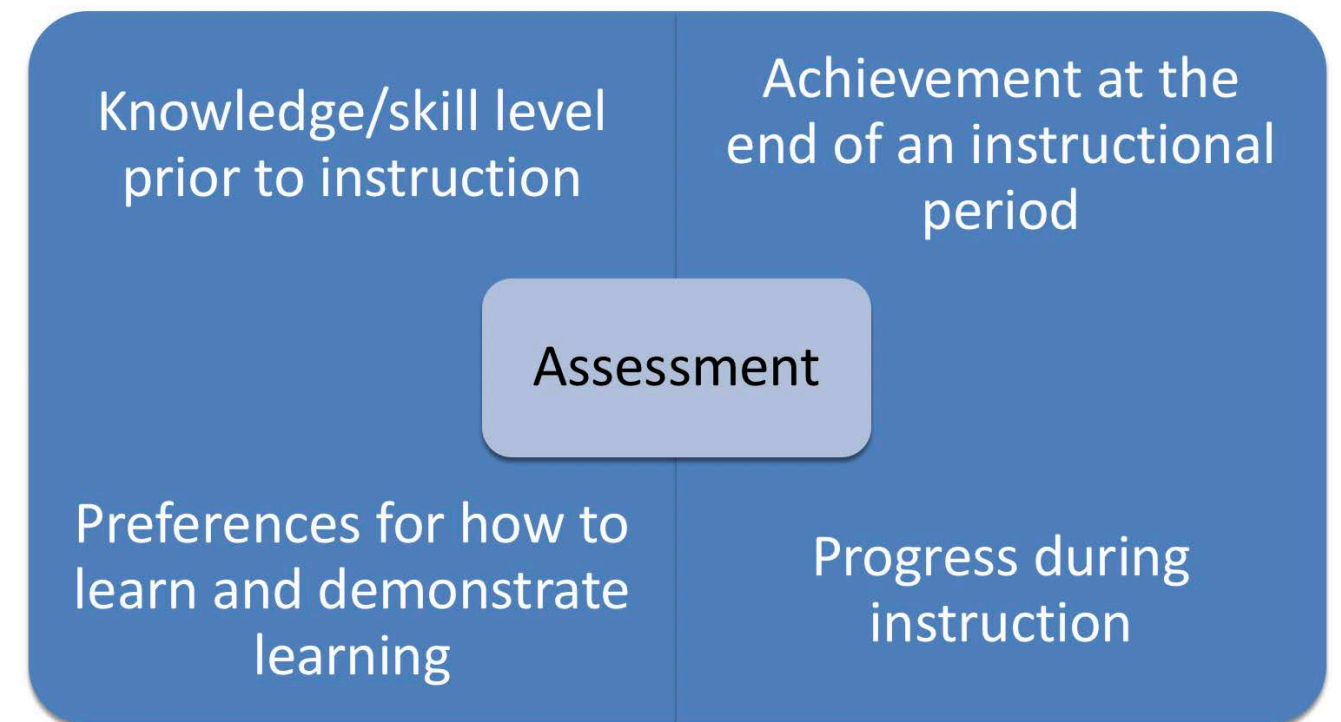 Knowledge/skill level
prior to instruction
Achievement at the
end of an instructional
period
Assessment
Preferences for how to
learn and demonstrate
learning
Progress during
instruction